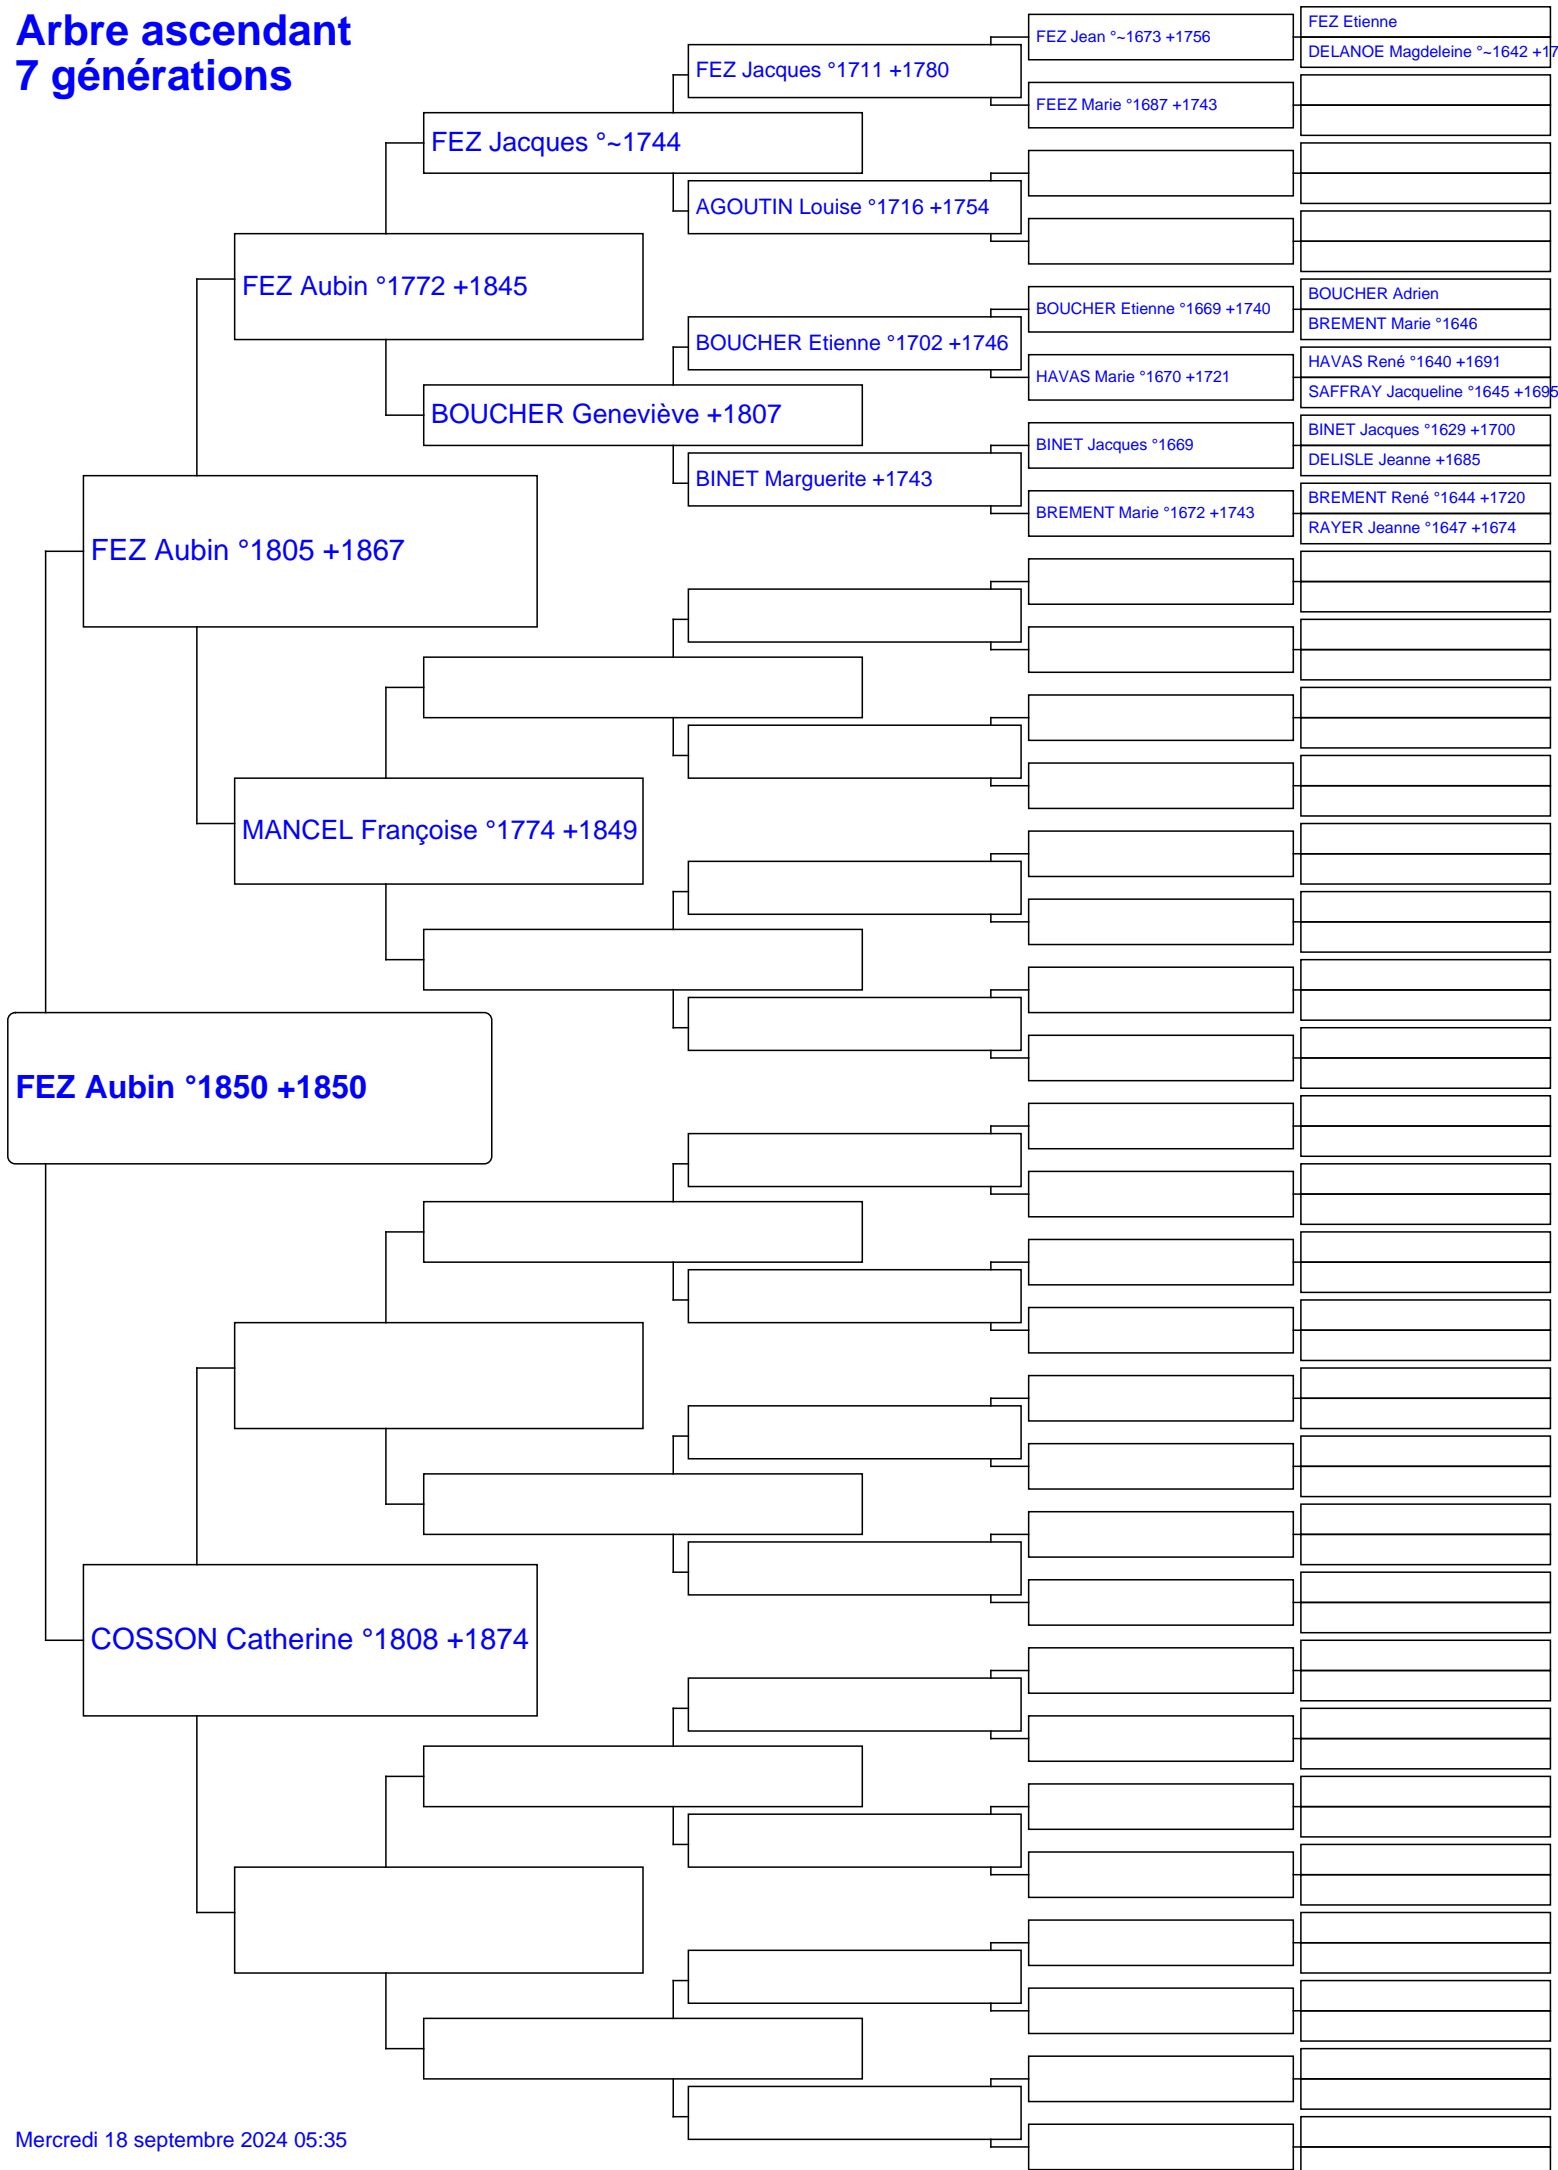 Arbre ascendant
7 générations
FEZ Aubin °1850 +1850
FEZ Aubin °1805 +1867
COSSON Catherine °1808 +1874
FEZ Aubin °1772 +1845
MANCEL Françoise °1774 +1849
FEZ Jacques °~1744
BOUCHER Geneviève +1807
FEZ Jacques °1711 +1780
AGOUTIN Louise °1716 +1754
BOUCHER Etienne °1702 +1746
BINET Marguerite +1743
FEZ Jean °~1673 +1756
FEEZ Marie °1687 +1743
BOUCHER Etienne °1669 +1740
HAVAS Marie °1670 +1721
BINET Jacques °1669
BREMENT Marie °1672 +1743
FEZ Etienne
DELANOE Magdeleine °~1642 +17
BOUCHER Adrien
BREMENT Marie °1646
HAVAS René °1640 +1691
SAFFRAY Jacqueline °1645 +1695
BINET Jacques °1629 +1700
DELISLE Jeanne +1685
BREMENT René °1644 +1720
RAYER Jeanne °1647 +1674
Mercredi 18 septembre 2024 05:35